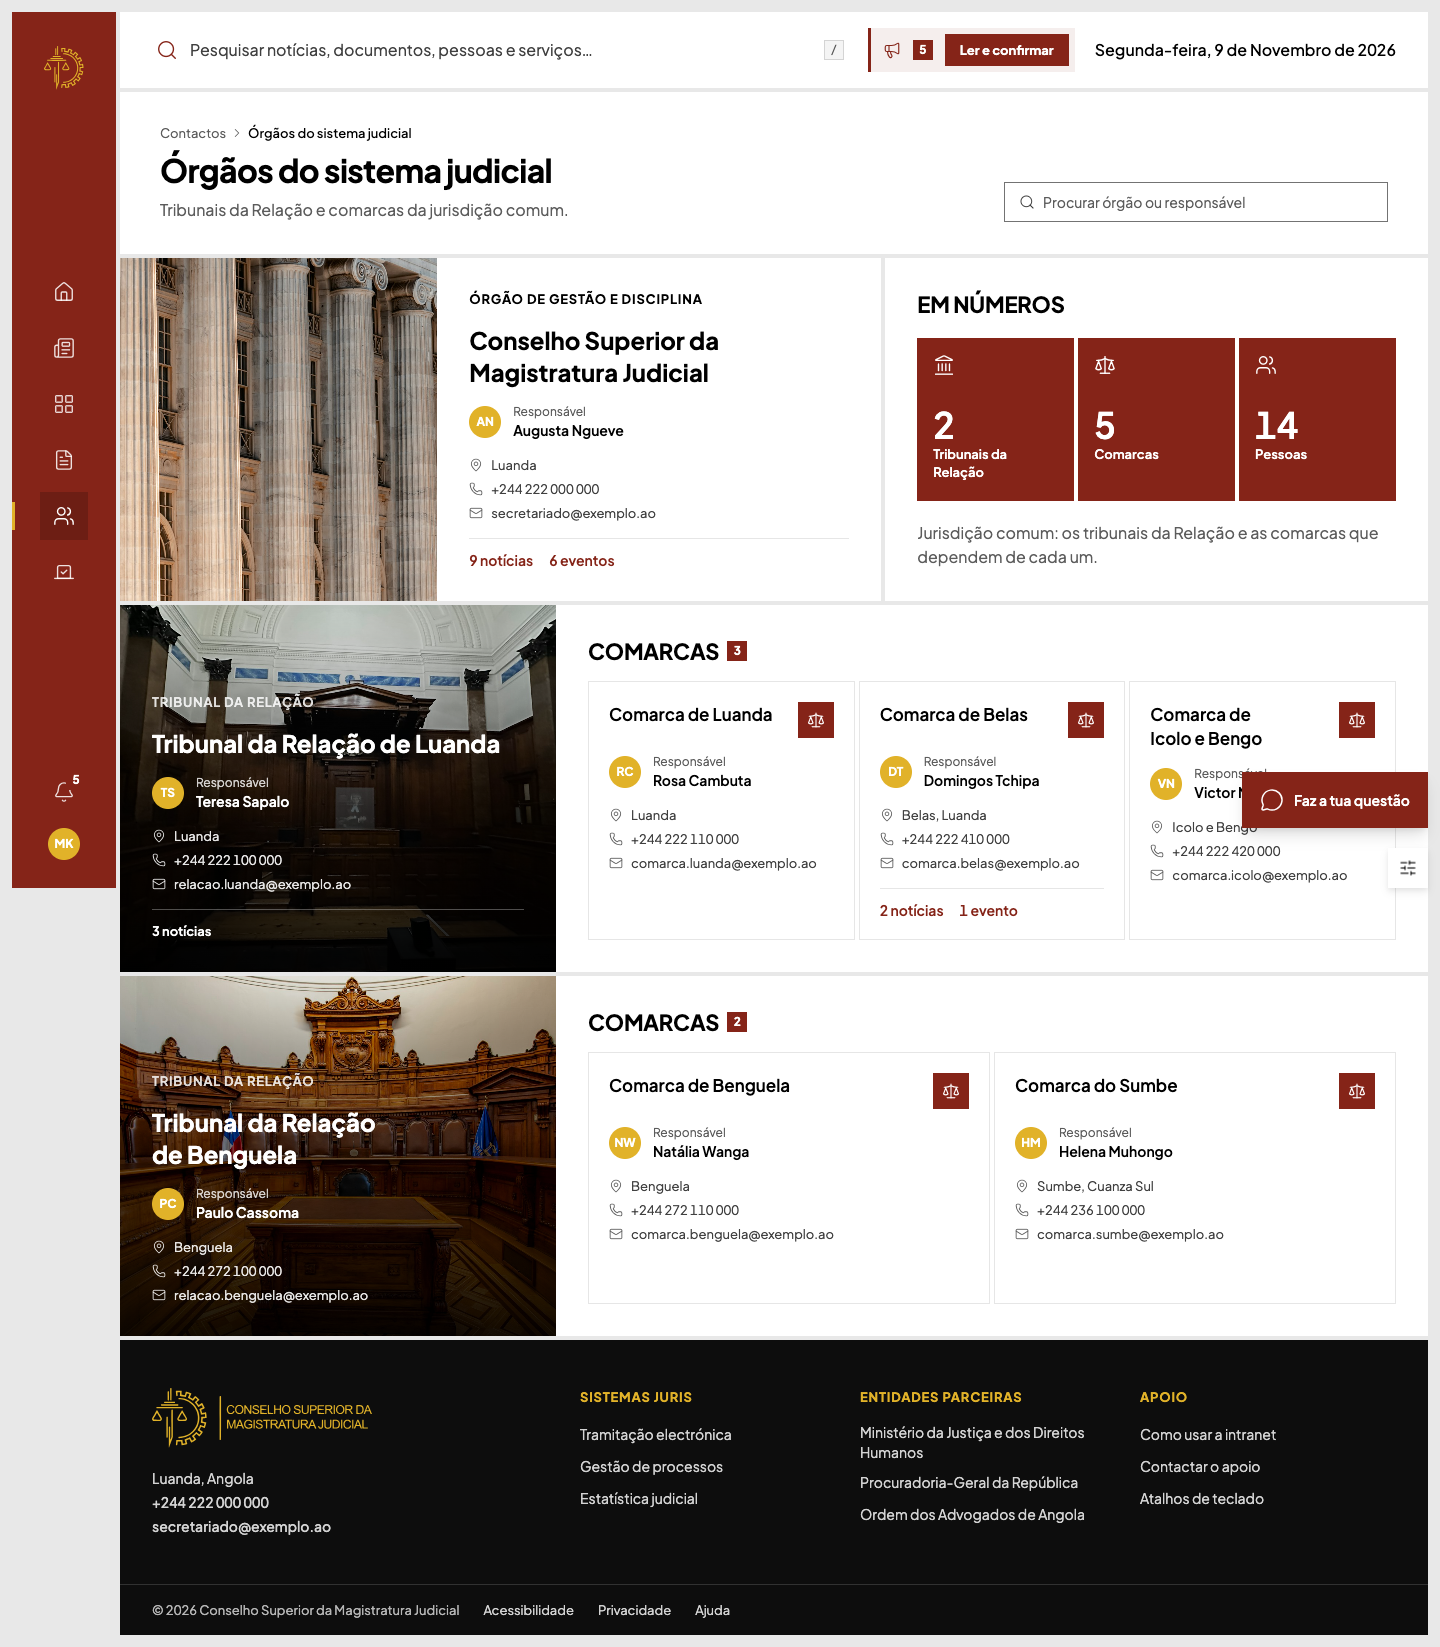 Pesquisar notícias, documentos, pessoas e serviços…
/
5
Ler e confirmar
Segunda-feira, 9 de Novembro de 2026
Contactos
Órgãos do sistema judicial
Órgãos do sistema judicial
Tribunais da Relação e comarcas da jurisdição comum.
Procurar órgão ou responsável
ÓRGÃO DE GESTÃO E DISCIPLINA
Conselho Superior da
Magistratura Judicial
AN
Responsável
Augusta Ngueve
Luanda
+244 222 000 000
secretariado@exemplo.ao
9 notícias
6 eventos
EM NÚMEROS
2
Tribunais da
Relação
5
Comarcas
14
Pessoas
Jurisdição comum: os tribunais da Relação e as comarcas que
dependem de cada um.
5
MK
TRIBUNAL DA RELAÇÃO
Tribunal da Relação de Luanda
TS
Responsável
Teresa Sapalo
Luanda
+244 222 100 000
relacao.luanda@exemplo.ao
3 notícias
COMARCAS 3
Comarca de Luanda
RC
Responsável
Rosa Cambuta
Luanda
+244 222 110 000
comarca.luanda@exemplo.ao
Comarca de Belas
DT
Responsável
Domingos Tchipa
Belas, Luanda
+244 222 410 000
comarca.belas@exemplo.ao
2 notícias
1 evento
Comarca de
Icolo e Bengo
VN
Responsável
Victor
Icolo e Bengo
+244 222 420 000
comarca.icolo@exemplo.ao
Faz a tua questão
TRIBUNAL DA RELAÇÃO
Tribunal da Relação
de Benguela
PC
Responsável
Paulo Cassoma
Benguela
+244 272 100 000
relacao.benguela@exemplo.ao
COMARCAS 2
Comarca de Benguela
NW
Responsável
Natália Wanga
Benguela
+244 272 110 000
comarca.benguela@exemplo.ao
Comarca do Sumbe
HM
Responsável
Helena Muhongo
Sumbe, Cuanza Sul
+244 236 100 000
comarca.sumbe@exemplo.ao
CONSELHO SUPERIOR DA
MAGISTRATURA JUDICIAL
Luanda, Angola
+244 222 000 000
secretariado@exemplo.ao
SISTEMAS JURIS
Tramitação electrónica
Gestão de processos
Estatística judicial
ENTIDADES PARCEIRAS
Ministério da Justiça e dos Direitos
Humanos
Procuradoria-Geral da República
Ordem dos Advogados de Angola
APOIO
Como usar a intranet
Contactar o apoio
Atalhos de teclado
© 2026 Conselho Superior da Magistratura Judicial
Acessibilidade
Privacidade
Ajuda